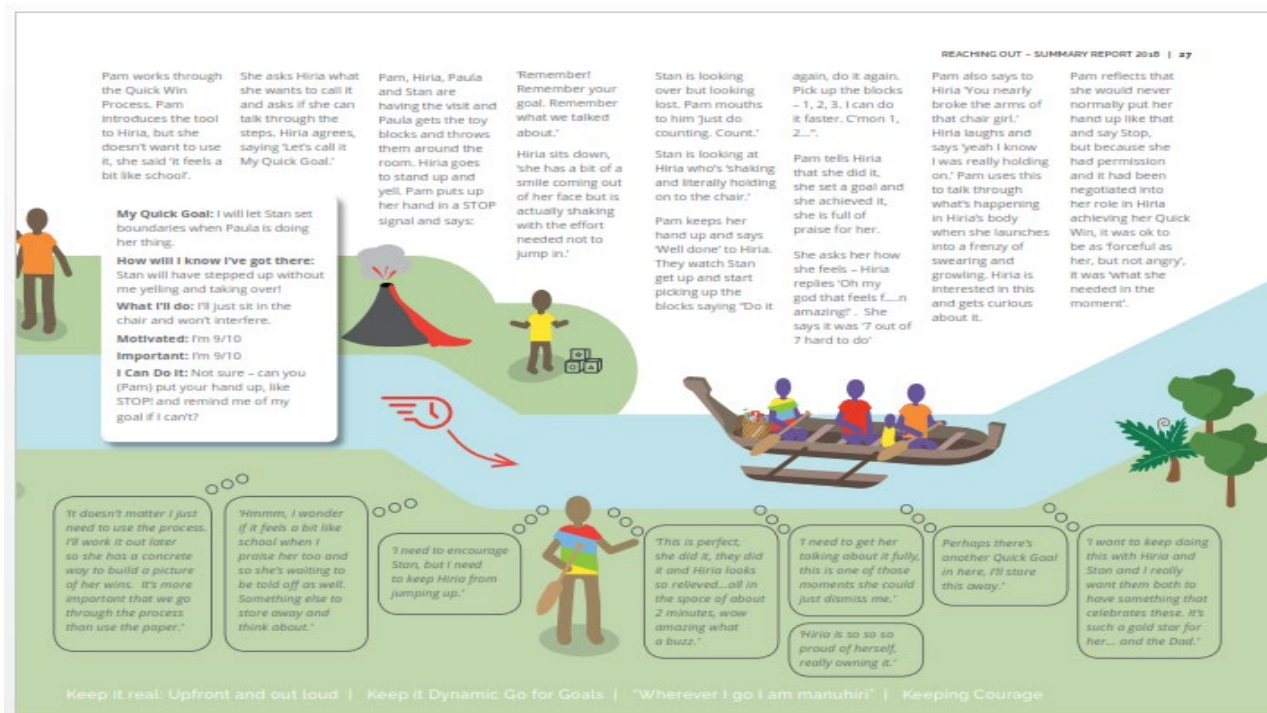 REACHING OUT – SUMMARY REPORT 2018 | 27
Pam works through
the Quick Win
Process. Pam
introduces the tool
to Hiria, but she
doesn't want to use
it, she said 'it feels a
bit like school'.
She asks Hiria what
she wants to call it
and asks if she can
talk through the
steps. Hiria agrees,
saying 'Let's call it
My Quick Goal.'
My Quick Goal: I will let Stan set
boundaries when Paula is doing
her thing.
How will I know I've got there:
Stan will have stepped up without
me yelling and taking over!
What I'll do: I'll just sit in the
chair and won't interfere.
Motivated: I'm 9/10
Important: I'm 9/10
I Can Do it: Not sure – can you
(Pam) put your hand up, like
STOP! and remind me of my
goal if I can't?
Pam, Hiria, Paula
and Stan are
having the visit and
Paula gets the toy
blocks and throws
them around the
room. Hiria goes
to stand up and
yell. Pam puts up
her hand in a STOP
signal and says:
'Remember!
Remember your
goal. Remember
what we talked
about.'
Hiria sits down,
'she has a bit of a
smile coming out
of her face but is
actually shaking
with the effort
needed not to
jump in.'
Stan is looking
over but looking
lost. Pam mouths
to him 'Just do
counting. Count.'
Stan is looking at
Hiria who's 'shaking
and literally holding
on to the chair.'
Pam keeps her
hand up and says
'Well done' to Hiria.
They watch Stan
get up and start
picking up the
blocks saying "Do it
again, do it again.
Pick up the blocks
– 1, 2, 3. I can do
it faster. C'mon 1,
2...".
Pam tells Hiria
that she did it,
she set a goal and
she achieved it,
she is full of
praise for her.
She asks her how
she feels – Hiria
replies 'Oh my
god that feels f.....n
amazing!' . She
says it was '7 out of
7 hard to do'
Pam also says to
Hiria 'You nearly
broke the arms of
that chair girl.'
Hiria laughs and
says 'yeah I know
I was really holding
on.' Pam uses this
to talk through
what's happening
in Hiria's body
when she launches
into a frenzy of
swearing and
growling. Hiria is
interested in this
and gets curious
about it.
Pam reflects that
she would never
normally put her
hand up like that
and say Stop,
but because she
had permission
and it had been
negotiated into
her role in Hiria
achieving her Quick
Win, it was ok to
be as 'forceful as
her, but not angry',
it was 'what she
needed in the
moment'.
'It doesn't matter I just
need to use the process.
I'll work it out later
so she has a concrete
way to build a picture
of her wins. It's more
important that we go
through the process
than use the paper.'
'Hmmm, I wonder
if it feels a bit like
school when I
praise her too and
so she's waiting to
be told off as well.
Something else to
store away and
think about.'
'I need to encourage
Stan, but I need
to keep Hiria from
jumping up.'
'This is perfect,
she did it, they did
it and Hiria looks
so relieved...all in
the space of about
2 minutes, wow
amazing what
a buzz.'
'I need to get her
talking about it fully,
this is one of those
moments she could
just dismiss me.'
'Hiria is so so so
proud of herself,
really owning it.'
Perhaps there's
another Quick Goal
in here, I'll store
this away.'
'I want to keep doing
this with Hiria and
Stan and I really
want them both to
have something that
celebrates these. It's
such a gold star for
her... and the Dad.'
Keep it real: Upfront and out loud | Keep it Dynamic Go for Goals | "Wherever I go I am manuhiri" | Keeping Courage